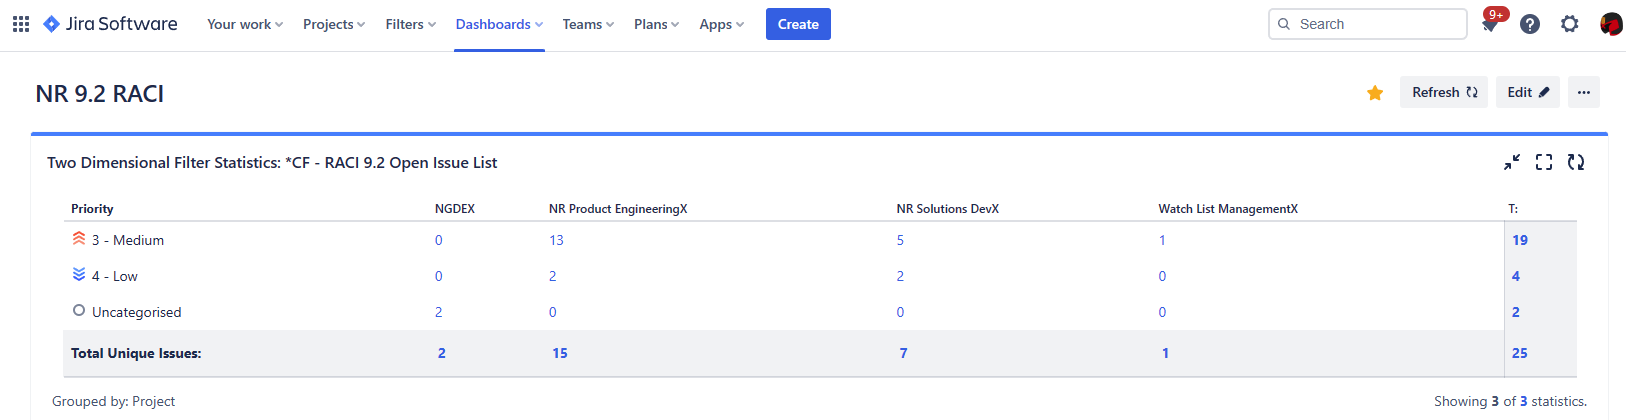 Jira Software Your work Projects Filters Dashboards Teams Plans Apps Create Search 9+ ?
NR 9.2 RACI Refresh Edit ...
Two Dimensional Filter Statistics: *CF - RACI 9.2 Open Issue List
Priority NGDEX NR Product EngineeringX NR Solutions DevX Watch List ManagementX T:
3 - Medium 0 13 5 1 19
4 - Low 0 2 2 0 4
Uncategorised 2 0 0 0 2
Total Unique Issues: 2 15 7 1 25
Grouped by: Project Showing 3 of 3 statistics.